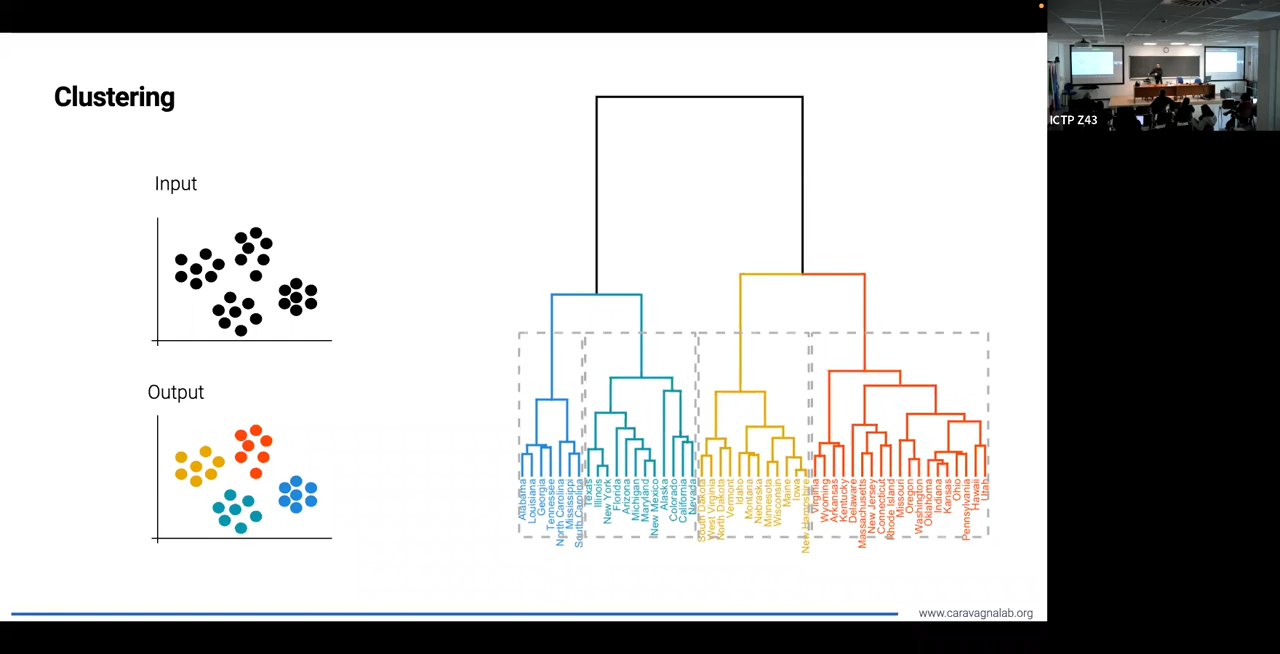 Clustering
Input
Output
Alabama
Louisiana
Georgia
Tennessee
North Carolina
Mississippi
South Carolina
Texas
Illinois
New York
Florida
Arizona
Michigan
Maryland
New Mexico
Alaska
Colorado
California
Nevada
South Dakota
West Virginia
North Dakota
Vermont
Idaho
Montana
Nebraska
Minnesota
Wisconsin
Maine
Iowa
New Hampshire
Virginia
Wyoming
Arkansas
Kentucky
Delaware
Massachusetts
New Jersey
Connecticut
Rhode Island
Missouri
Oregon
Washington
Oklahoma
Indiana
Kansas
Ohio
Pennsylvania
Hawaii
Utah
www.caravagnalab.org
ICTP Z43